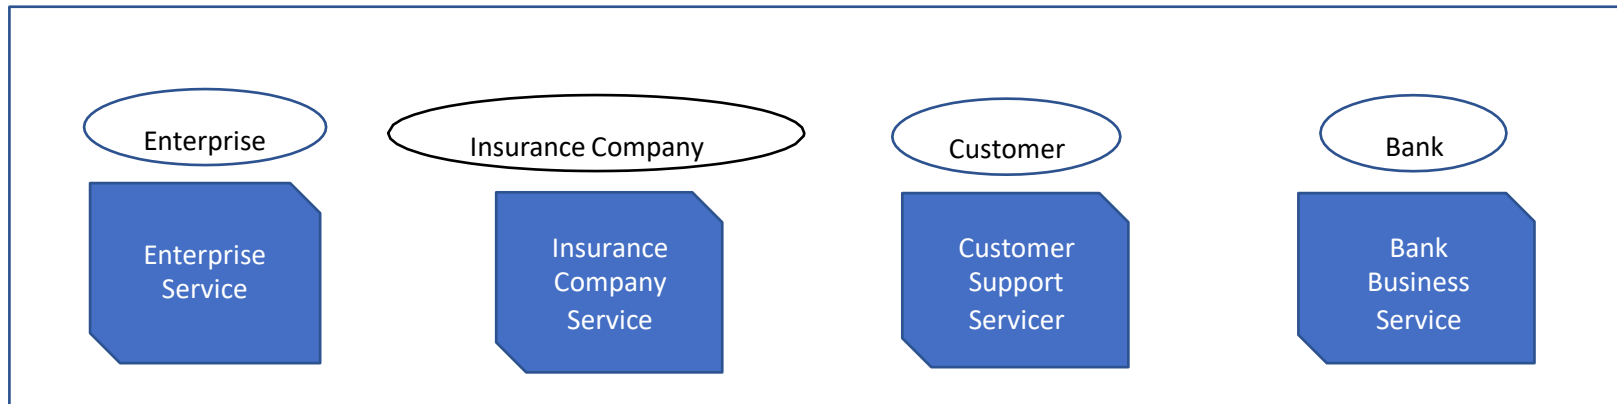 Enterprise
Insurance Company
Customer
Bank
Enterprise
Service
Insurance
Company
Service
Customer
Support
Servicer
Bank
Business
Service